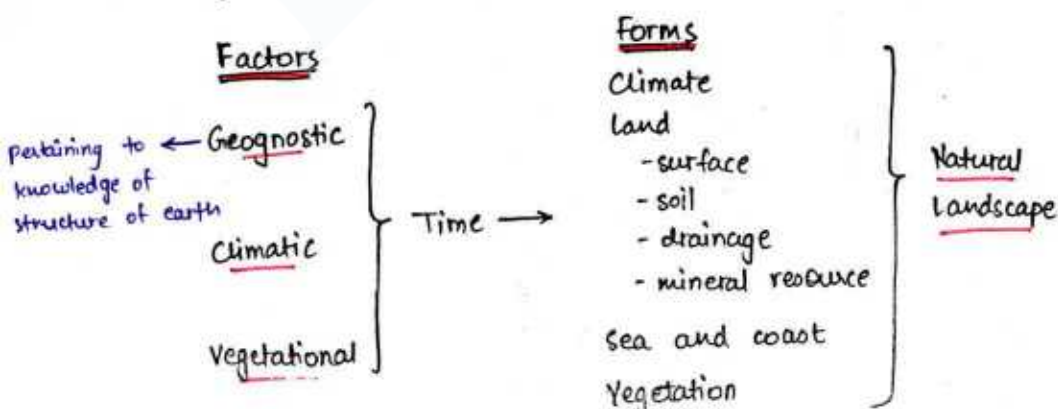 Factors
pertaining to ← Geognostic
knowledge of
structure of earth
Climatic
Vegetational
Time →
Forms
Climate
land
- surface
- soil
- drainage
- mineral resource
sea and coast
Vegetation
Natural
Landscape